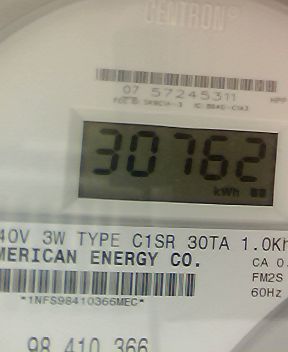 CENTRON®
07 57245311
30762
kWh
40V 3W TYPE C1SR 30TA 1.0Kh
MERICAN ENERGY CO.
CA 0.
FM2S
60Hz
*1NFS98410366MEC*
98 410 366